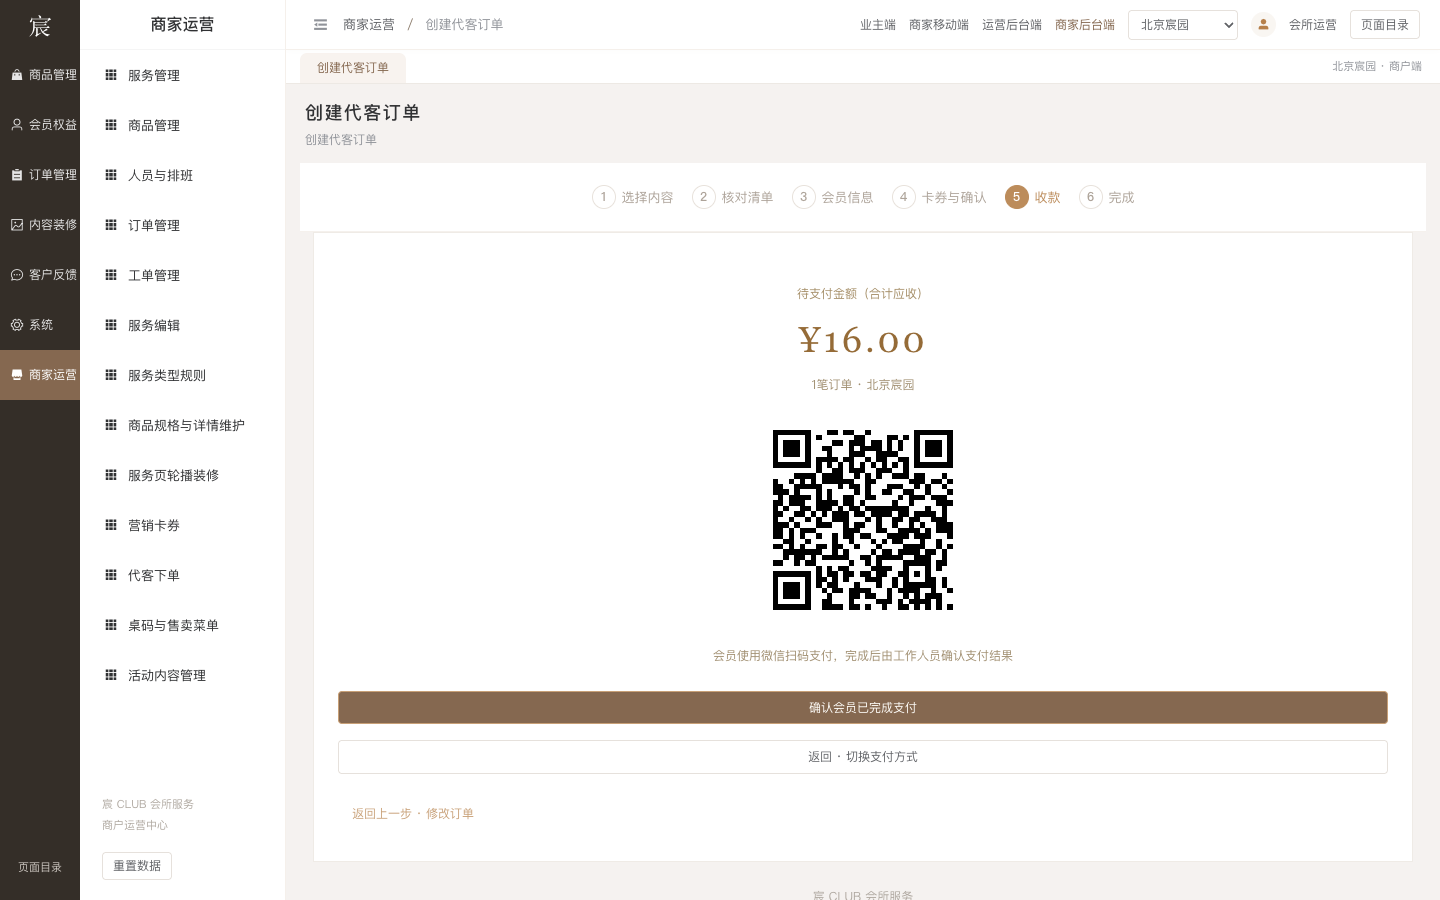 宸
商品管理
会员权益
订单管理
内容装修
客户反馈
系统
商家运营
页面目录
商家运营
服务管理
商品管理
人员与排班
订单管理
工单管理
服务编辑
服务类型规则
商品规格与详情维护
服务页轮播装修
营销卡券
代客下单
桌码与售卖菜单
活动内容管理
宸 CLUB 会所服务
商户运营中心
重置数据
商家运营 / 创建代客订单
业主端 商家移动端 运营后台端 商家后台端 北京宸园 会所运营 页面目录
创建代客订单
北京宸园 · 商户端
创建代客订单
创建代客订单
1 选择内容 2 核对清单 3 会员信息 4 卡券与确认 5 收款 6 完成
待支付金额（合计应收）
¥16.00
1笔订单 · 北京宸园
会员使用微信扫码支付，完成后由工作人员确认支付结果
确认会员已完成支付
返回 · 切换支付方式
返回上一步 · 修改订单
宸 CLUB 会所服务